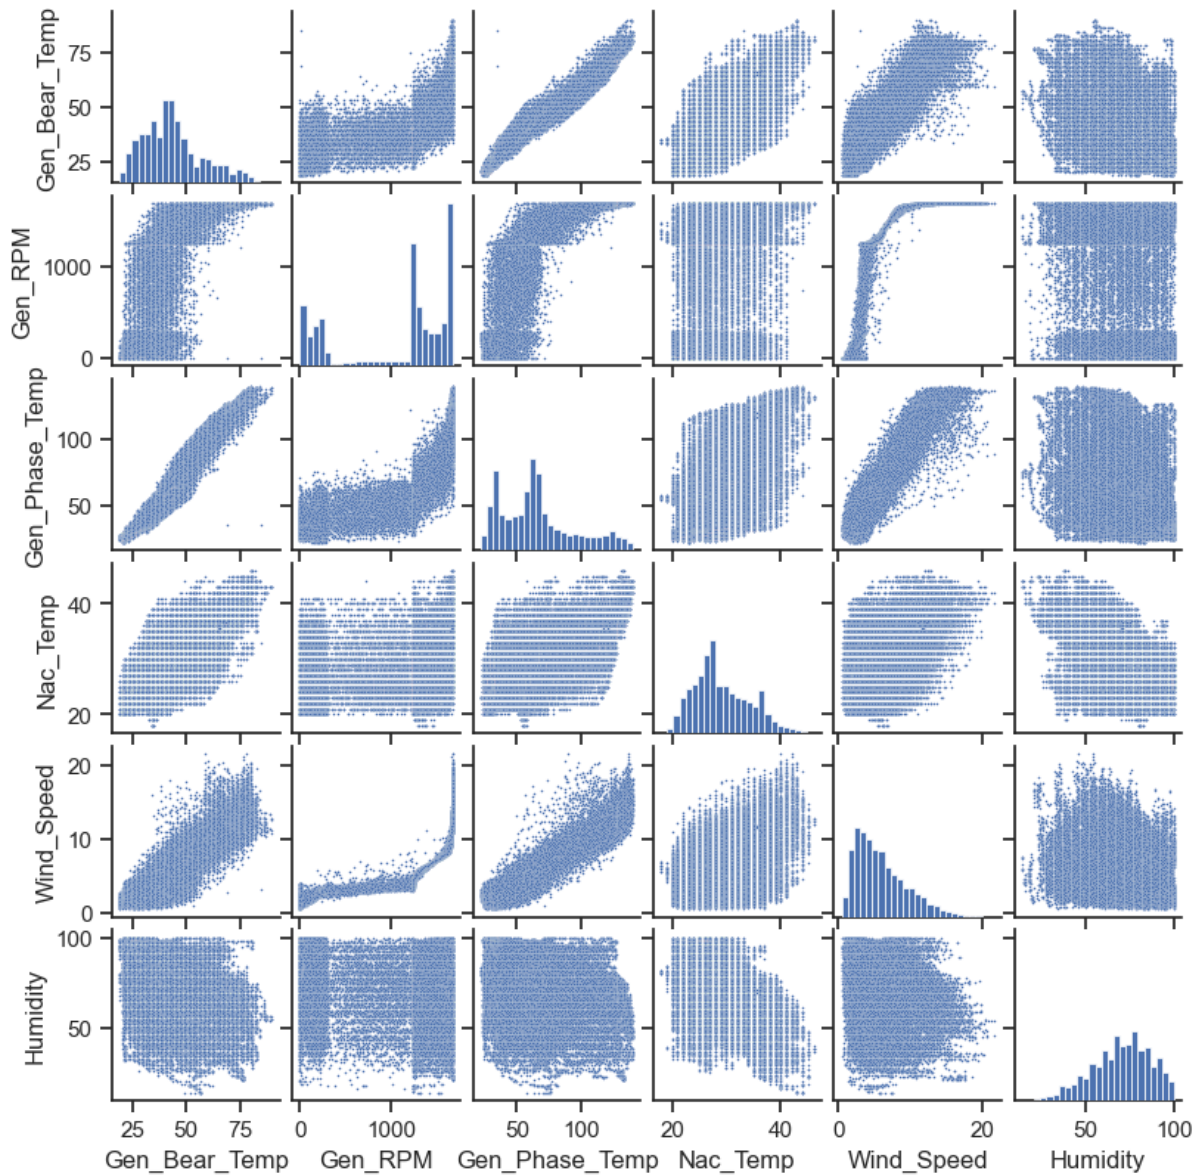 Gen_Bear_Temp
75
50
25
Gen_RPM
1000
0
Gen_Phase_Temp
100
50
Nac_Temp
40
20
Wind_Speed
20
10
0
Humidity
100
50
25 50 75 0 1000 50 100 20 30 40 0 20 50 100
Gen_Bear_Temp Gen_RPM Gen_Phase_Temp Nac_Temp Wind_Speed Humidity